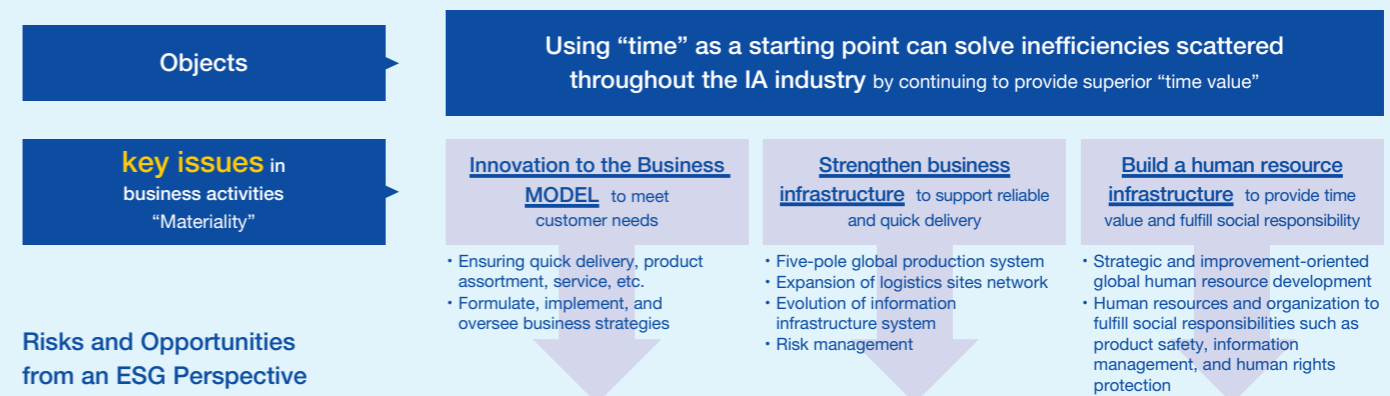 Objects
Using “time” as a starting point can solve inefficiencies scattered
throughout the IA industry by continuing to provide superior “time value”
key issues in
business activities
“Materiality”
Innovation to the Business
MODEL to meet
customer needs
Strengthen business
infrastructure to support reliable
and quick delivery
Build a human resource
infrastructure to provide time
value and fulfill social responsibility
・Ensuring quick delivery, product
assortment, service, etc.
・Formulate, implement, and
oversee business strategies
・Five-pole global production system
・Expansion of logistics sites network
・Evolution of information
infrastructure system
・Risk management
・Strategic and improvement-oriented
global human resource development
・Human resources and organization to
fulfill social responsibilities such as
product safety, information
management, and human rights
protection
Risks and Opportunities
from an ESG Perspective